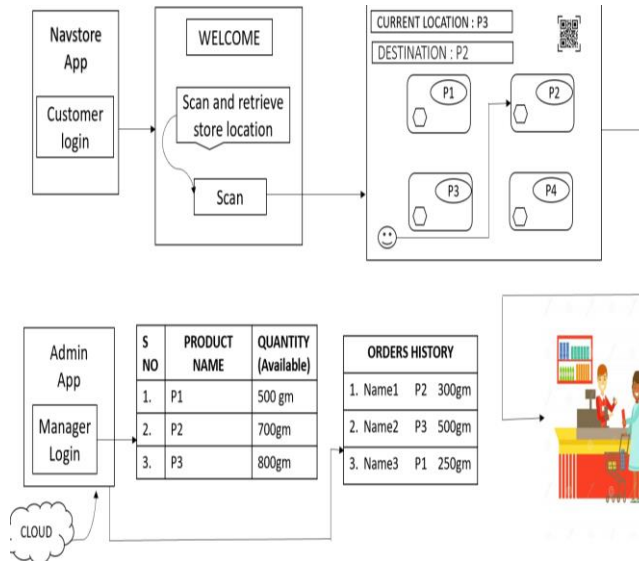 Navstore
App
Customer
login
WELCOME
Scan and retrieve
store location
Scan
CURRENT LOCATION : P3
DESTINATION : P2
P1
P2
P3
P4
Admin
App
Manager
Login
CLOUD
S NO PRODUCT NAME QUANTITY (Available)
1. P1 500 gm
2. P2 700gm
3. P3 800gm
ORDERS HISTORY
1. Name1 P2 300gm
2. Name2 P3 500gm
3. Name3 P1 250gm